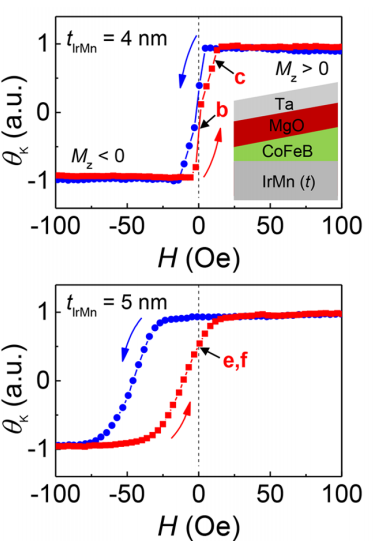 t_IrMn = 4 nm
M_z > 0
c
b
M_z < 0
Ta
MgO
CoFeB
IrMn (t)
1
0
-1
θ_K (a.u.)
-100 -50 0 50 100
H (Oe)
t_IrMn = 5 nm
e,f
1
0
-1
θ_K (a.u.)
-100 -50 0 50 100
H (Oe)